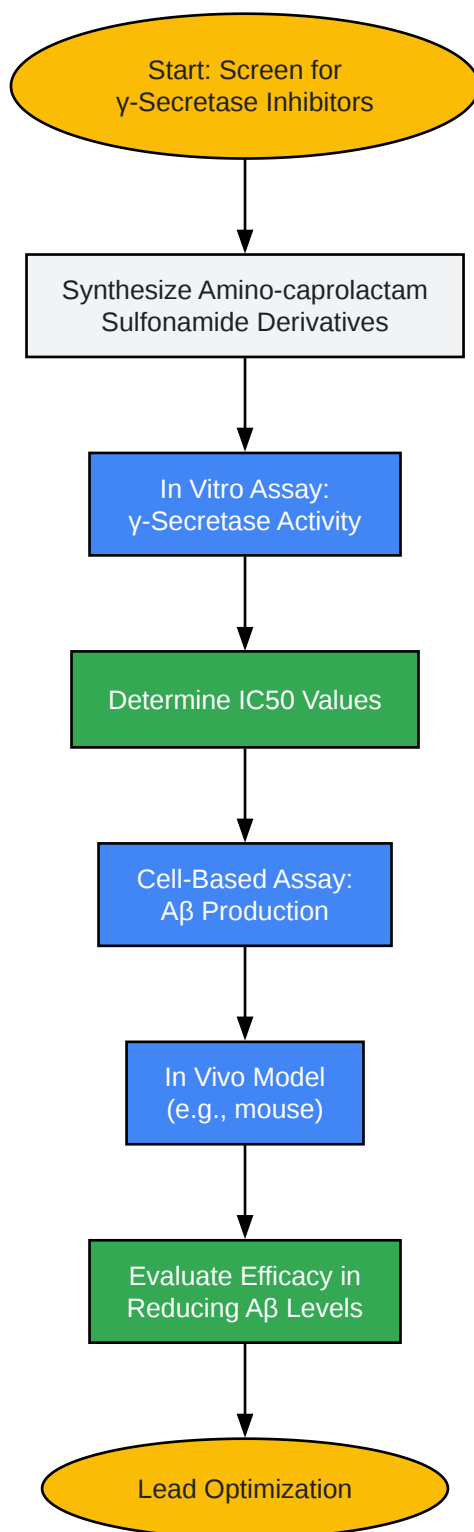 Start: Screen for
γ-Secretase Inhibitors
Synthesize Amino-caprolactam
Sulfonamide Derivatives
In Vitro Assay:
γ-Secretase Activity
Determine IC50 Values
Cell-Based Assay:
Aβ Production
In Vivo Model
(e.g., mouse)
Evaluate Efficacy in
Reducing Aβ Levels
Lead Optimization